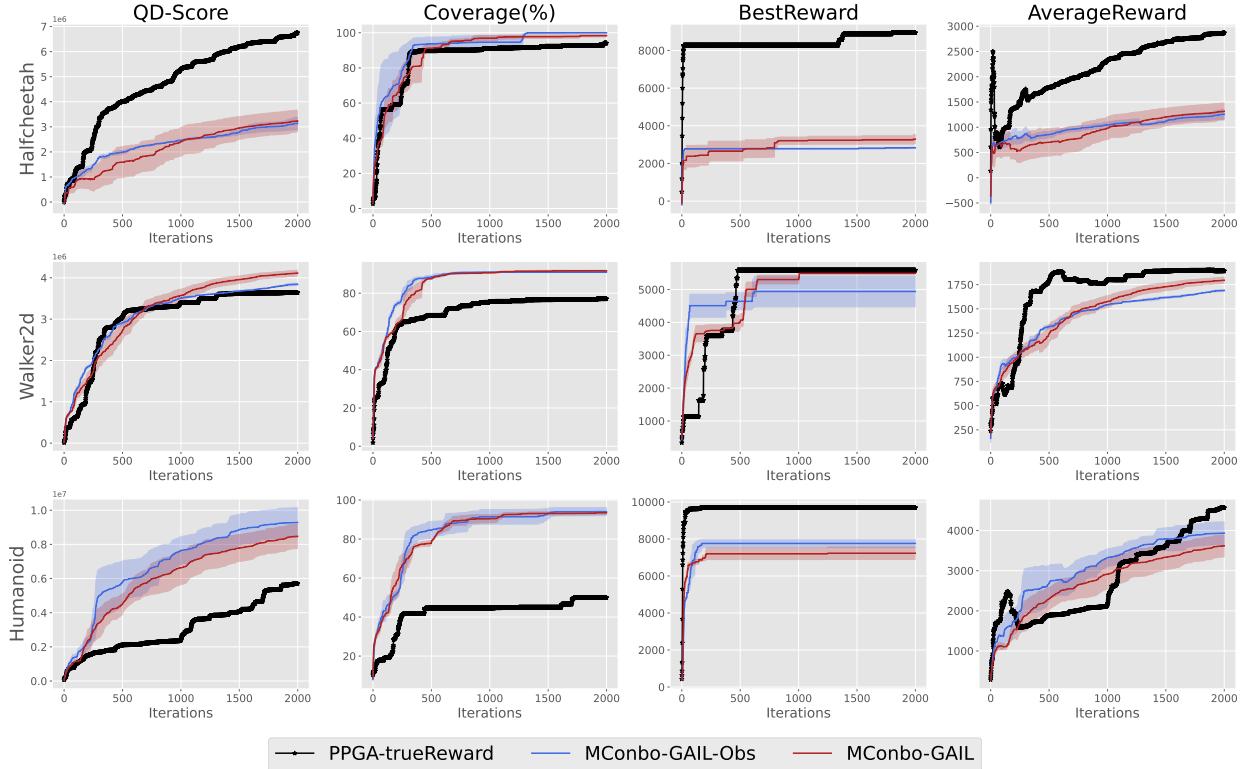 QD-Score Coverage(%) BestReward AverageReward
Halfcheetah
1e6
7
6
5
4
3
2
1
0
0 500 1000 1500 2000
Iterations
100
80
60
40
20
0
0 500 1000 1500 2000
Iterations
8000
6000
4000
2000
0
0 500 1000 1500 2000
Iterations
3000
2500
2000
1500
1000
500
0
−500
0 500 1000 1500 2000
Iterations
Walker2d
1e6
4
3
2
1
0
0 500 1000 1500 2000
Iterations
80
60
40
20
0
0 500 1000 1500 2000
Iterations
5000
4000
3000
2000
1000
0 500 1000 1500 2000
Iterations
1750
1500
1250
1000
750
500
250
0 500 1000 1500 2000
Iterations
Humanoid
1e7
1.0
0.8
0.6
0.4
0.2
0.0
0 500 1000 1500 2000
Iterations
100
80
60
40
20
0 500 1000 1500 2000
Iterations
10000
8000
6000
4000
2000
0
0 500 1000 1500 2000
Iterations
4000
3000
2000
1000
0 500 1000 1500 2000
Iterations
PPGA-trueReward MConbo-GAIL-Obs MConbo-GAIL